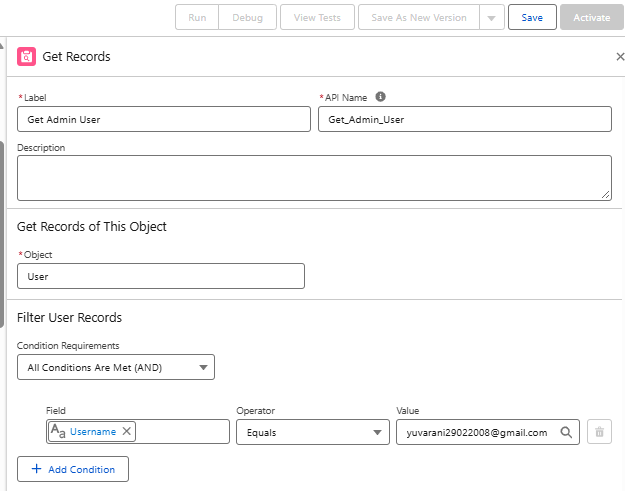 Run Debug View Tests Save As New Version Save Activate
Get Records
*Label *API Name
Get Admin User Get_Admin_User
Description
Get Records of This Object
*Object
User
Filter User Records
Condition Requirements
All Conditions Are Met (AND)
Field Operator Value
Aa Username Equals yuvarani29022008@gmail.com
+ Add Condition